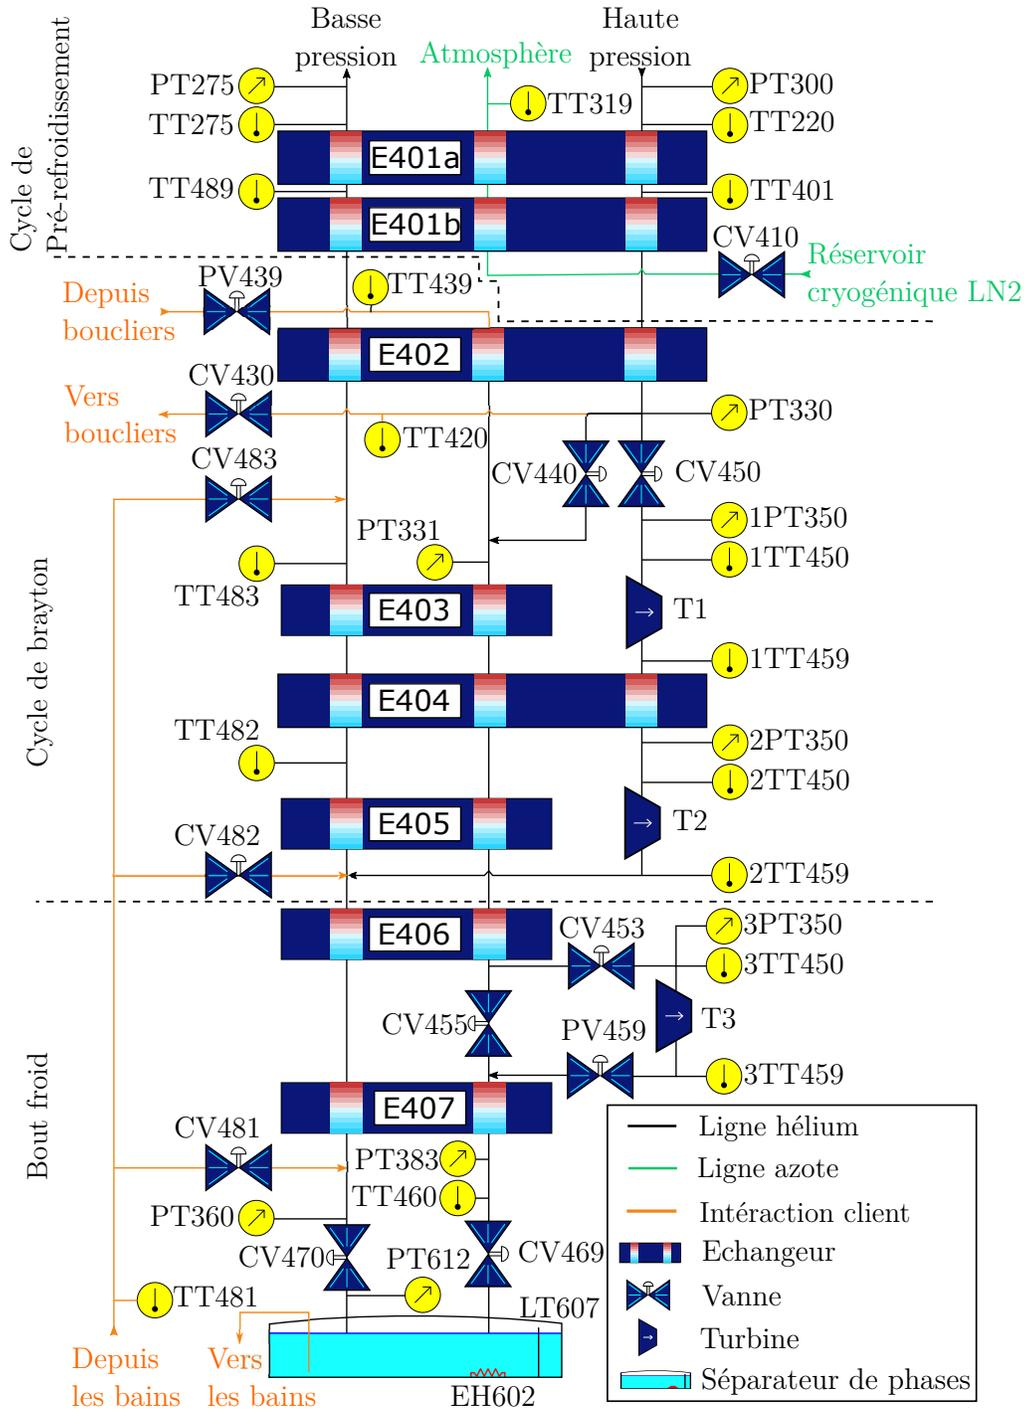 Basse
pression
Atmosphère
Haute
pression
PT275
PT300
TT319
TT275
TT220
E401a
TT489
TT401
E401b
Cycle de
Pré-refroidissement
CV410
Réservoir
cryogénique LN2
PV439
TT439
Depuis
boucliers
E402
CV430
Vers
boucliers
PT330
TT420
CV483
CV440
CV450
1PT350
PT331
1TT450
TT483
E403
T1
1TT459
E404
Cycle de brayton
TT482
2PT350
2TT450
E405
T2
CV482
2TT459
E406
CV453
3PT350
3TT450
CV455
PV459
T3
3TT459
E407
Bout froid
CV481
PT383
TT460
PT360
CV470
PT612
CV469
TT481
LT607
Depuis
les bains
Vers
les bains
EH602
Ligne hélium
Ligne azote
Intéraction client
Echangeur
Vanne
Turbine
Séparateur de phases